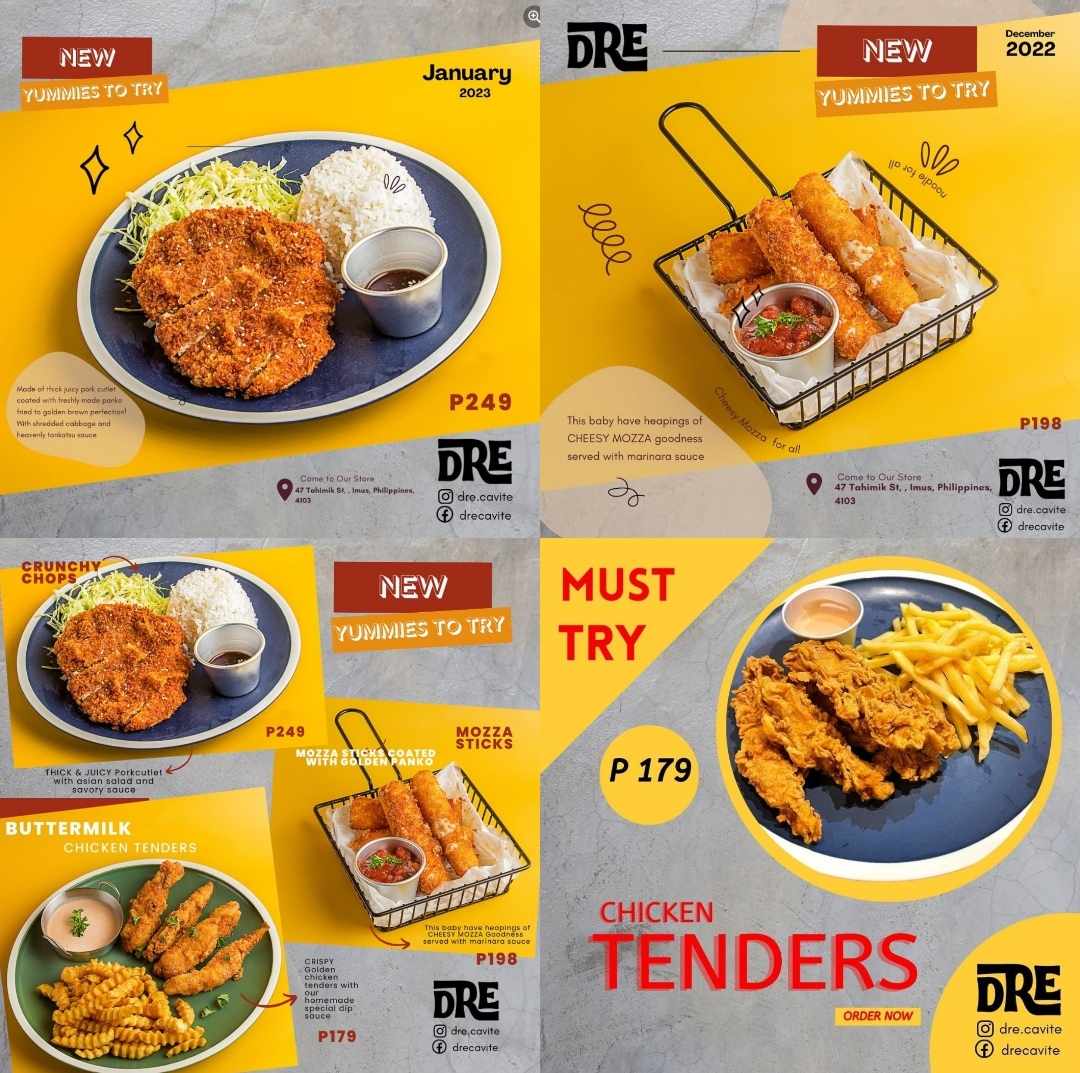 NEW
YUMMIES TO TRY
January
2023
Made of thick juicy pork cutlet
coated with freshly made panko
fried to golden brown perfection!
With shredded cabbage and
heavenly tonkatsu sauce
P249
Come to Our Store
47 Tahimik St, , Imus, Philippines,
4103
DRE
dre.cavite
drecavite
DRE
NEW
YUMMIES TO TRY
December
2022
noodle for all
Cheesy Mozza for all
This baby have heapings of
CHEESY MOZZA goodness
served with marinara sauce
P198
Come to Our Store
47 Tahimik St, , Imus, Philippines,
4103
DRE
dre.cavite
drecavite
CRUNCHY
CHOPS
NEW
YUMMIES TO TRY
P249
THICK & JUICY Porkcutlet
with asian salad and
savory sauce
MOZZA
STICKS
MOZZA STICKS COATED
WITH GOLDEN PANKO
BUTTERMILK
CHICKEN TENDERS
This baby have heapings of
CHEESY MOZZA Goodness
served with marinara sauce
P198
CRISPY
Golden
chicken
tenders with
our
homemade
special dip
sauce
P179
DRE
dre.cavite
drecavite
MUST
TRY
P 179
CHICKEN
TENDERS
ORDER NOW
DRE
dre.cavite
drecavite